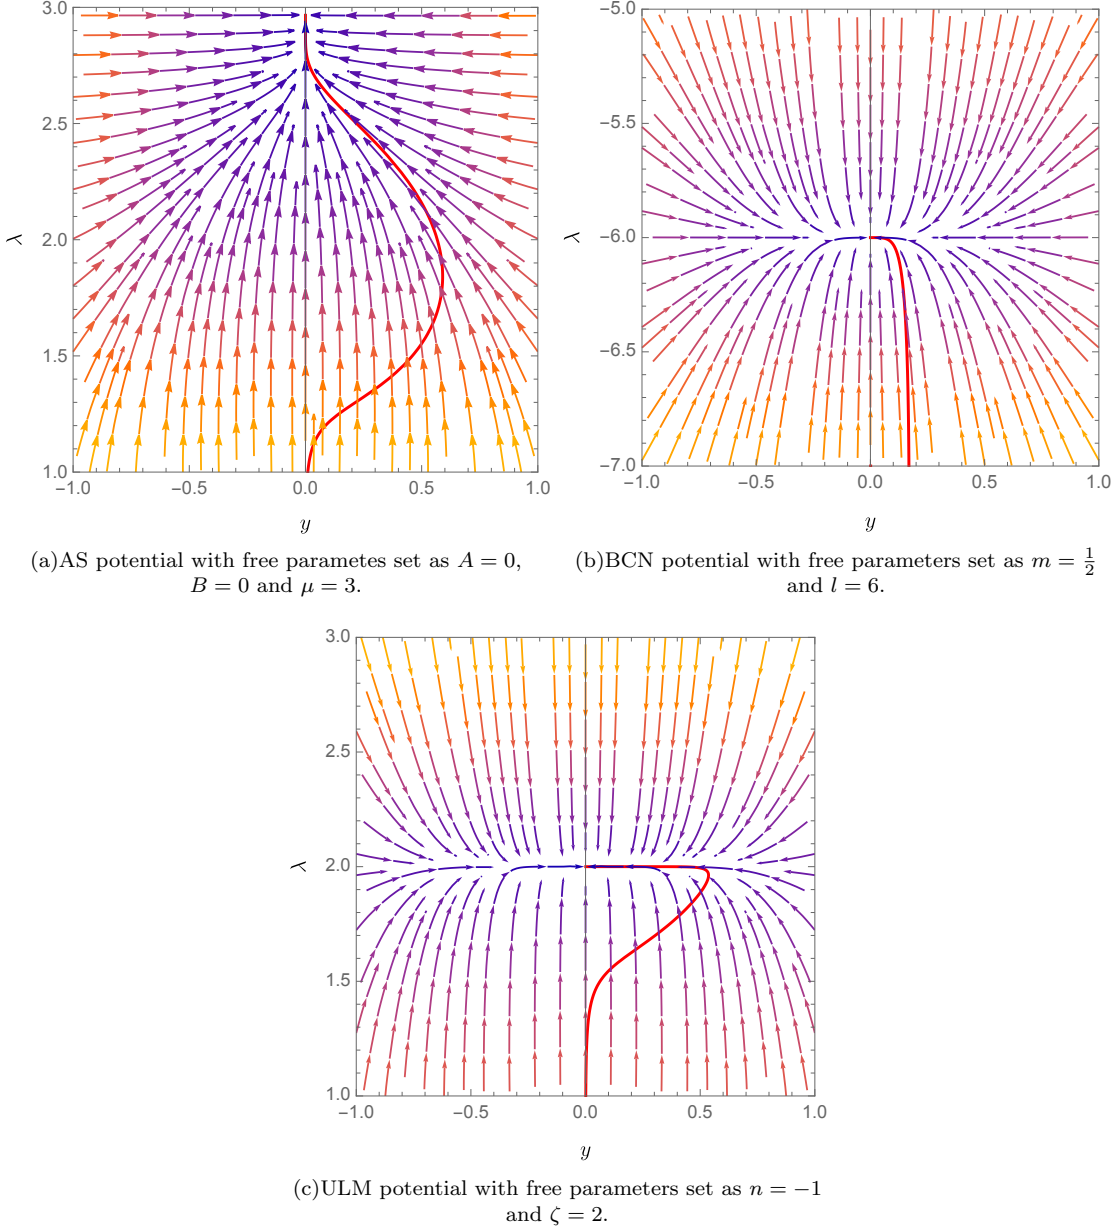 3.0
2.5
2.0
1.5
1.0
λ
−1.0 −0.5 0.0 0.5 1.0
y
(a)AS potential with free parametes set as A = 0,
B = 0 and μ = 3.
−5.0
−5.5
−6.0
−6.5
−7.0
λ
−1.0 −0.5 0.0 0.5 1.0
y
(b)BCN potential with free parameters set as m = 1/2
and l = 6.
3.0
2.5
2.0
1.5
1.0
λ
−1.0 −0.5 0.0 0.5 1.0
y
(c)ULM potential with free parameters set as n = −1
and ζ = 2.